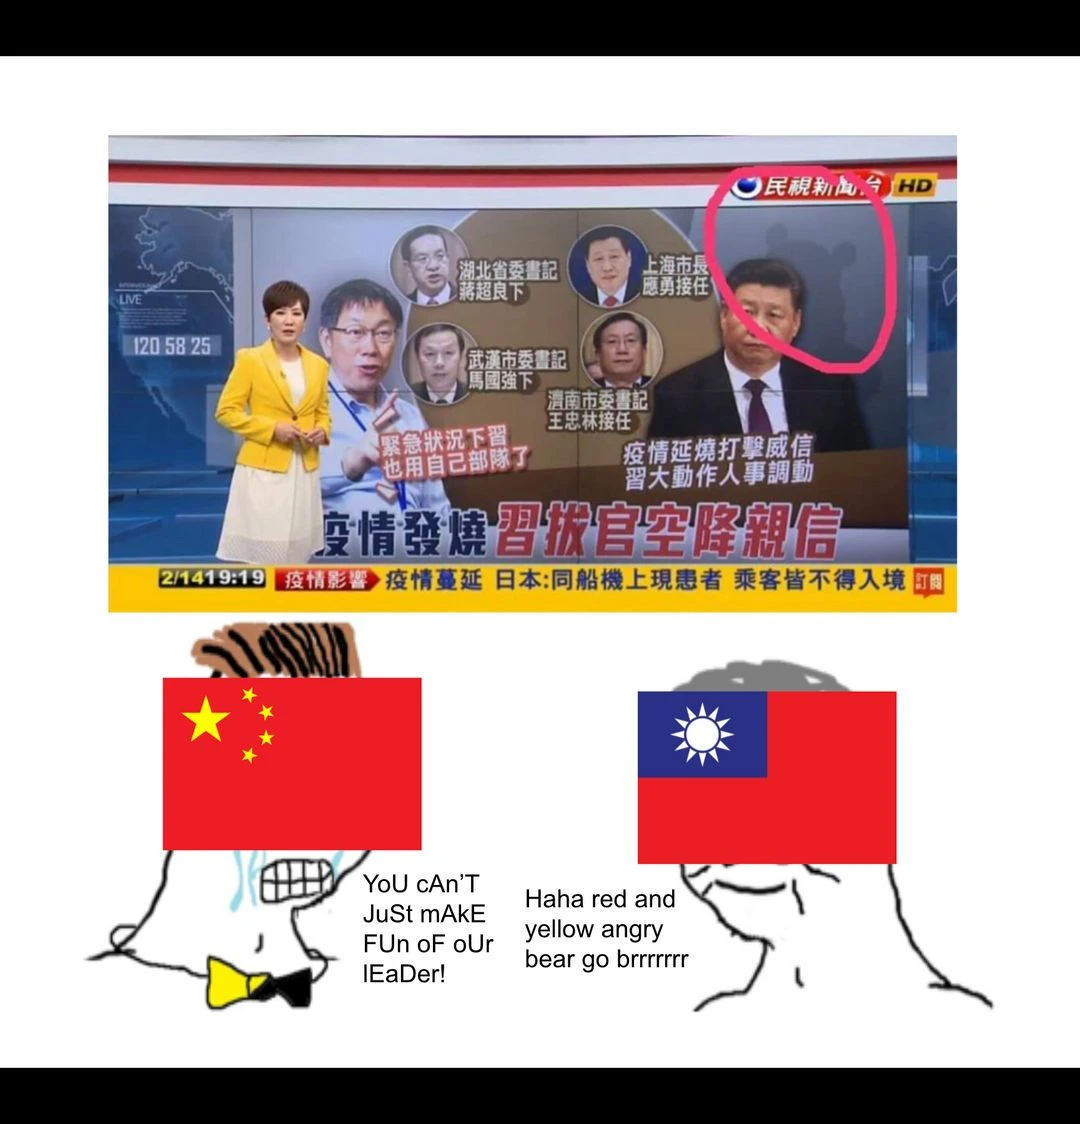 民視新聞台 HD
湖北省委書記
蔣超良下
上海市長
應勇接任
LIVE
120 58 25
武漢市委書記
馬國強下
濟南市委書記
王忠林接任
緊急狀況下習
也用自己部隊了
疫情延燒打擊威信
習大動作人事調動
疫情發燒 習拔官空降親信
2/14 19:19 疫情影響 疫情蔓延 日本:同船機上現患者 乘客皆不得入境 訂閱
YoU cAn’T
JuSt mAkE
FUn oF oUr
lEaDer!
Haha red and
yellow angry
bear go brrrrrrr